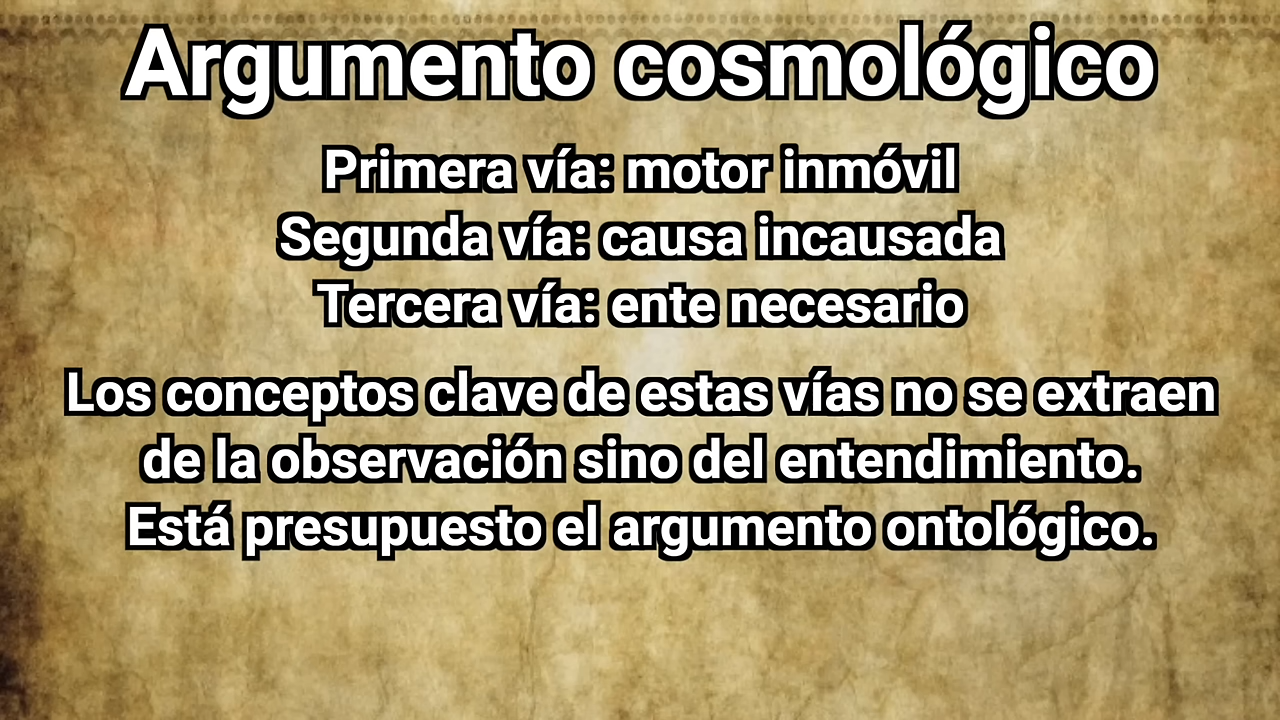 Argumento cosmológico
Primera vía: motor inmóvil
Segunda vía: causa incausada
Tercera vía: ente necesario
Los conceptos clave de estas vías no se extraen
de la observación sino del entendimiento.
Está presupuesto el argumento ontológico.